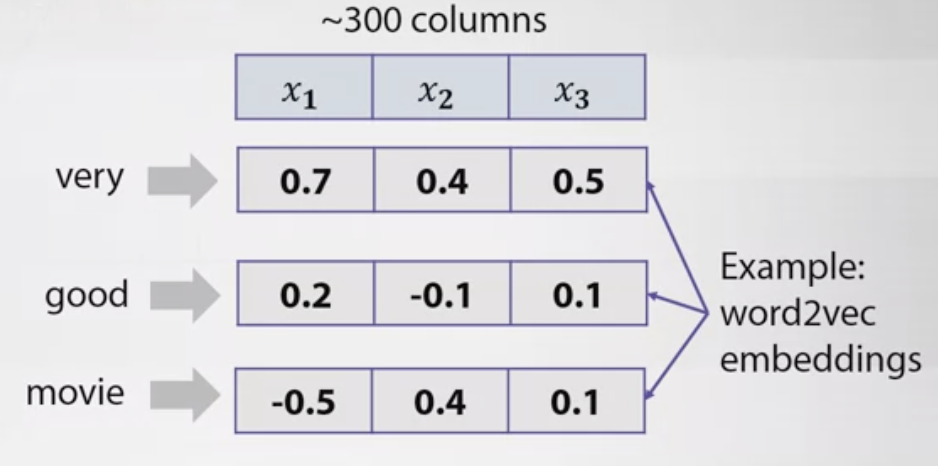 ~300 columns
x₁ x₂ x₃
very 0.7 0.4 0.5
good 0.2 -0.1 0.1
movie -0.5 0.4 0.1
Example:
word2vec
embeddings